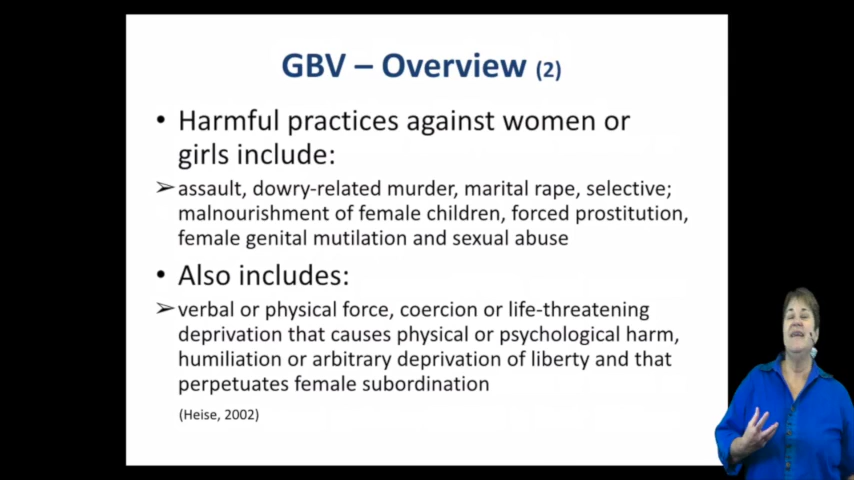 GBV – Overview (2)
• Harmful practices against women or
girls include:
➢ assault, dowry-related murder, marital rape, selective;
malnourishment of female children, forced prostitution,
female genital mutilation and sexual abuse
• Also includes:
➢ verbal or physical force, coercion or life-threatening
deprivation that causes physical or psychological harm,
humiliation or arbitrary deprivation of liberty and that
perpetuates female subordination
(Heise, 2002)